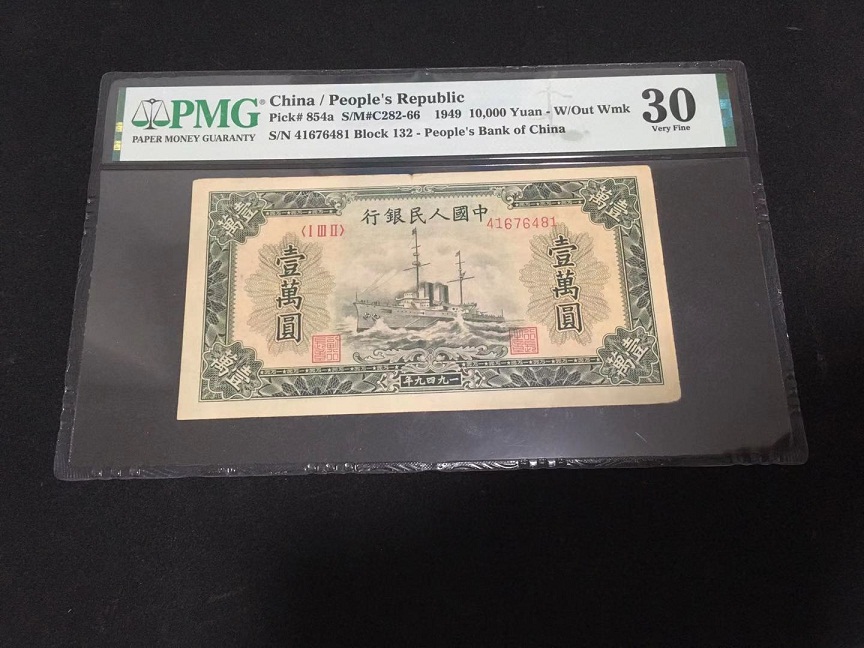 PMG® China / People's Republic
Pick# 854a S/M#C282-66 1949 10,000 Yuan - W/Out Wmk 30
PAPER MONEY GUARANTY S/N 41676481 Block 132 - People's Bank of China Very Fine
壹萬 壹萬
行銀民人國中
〈I III II〉 41676481
壹萬圓 壹萬圓
壹萬 壹萬
年九四九一